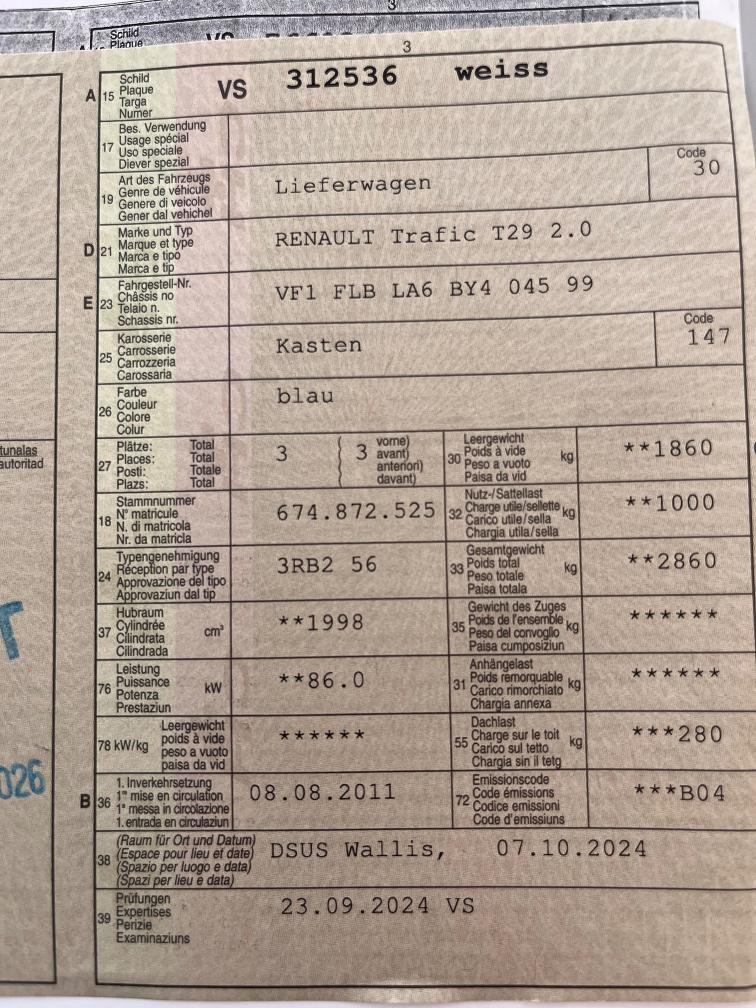 3
Schild
Plaque
3
A 15 Schild
Plaque
Targa
Numer
VS 312536 weiss
17 Bes. Verwendung
Usage spécial
Uso speciale
Diever spezial
19 Art des Fahrzeugs
Genre de véhicule
Genere di veicolo
Gener dal vehichel
Lieferwagen
Code
30
D 21 Marke und Typ
Marque et type
Marca e tipo
Marca e tip
RENAULT Trafic T29 2.0
E 23 Fahrgestell-Nr.
Châssis no
Telaio n.
Schassis nr.
VF1 FLB LA6 BY4 045 99
25 Karosserie
Carrosserie
Carrozzeria
Carossaria
Kasten
Code
147
26 Farbe
Couleur
Colore
Colur
blau
27 Plätze: Total
Places: Total
Posti: Totale
Plazs: Total
3 3 vorne)
avant)
anteriori)
davant)
30 Leergewicht
Poids à vide
Peso a vuoto
Paisa da vid
kg
**1860
18 Stammnummer
N° matricule
N. di matricola
Nr. da matricla
674.872.525
32 Nutz-/Sattellast
Charge utile/sellette
Carico utile/sella
Chargia utila/sella
kg
**1000
24 Typengenehmigung
Réception par type
Approvazione del tipo
Approvaziun dal tip
3RB2 56
33 Gesamtgewicht
Poids total
Peso totale
Paisa totala
kg
**2860
37 Hubraum
Cylindrée
Cilindrata
Cilindrada
cm³
**1998
35 Gewicht des Zuges
Poids de l'ensemble
Peso del convoglio
Paisa cumposiziun
kg
******
76 Leistung
Puissance
Potenza
Prestaziun
kW
**86.0
31 Anhängelast
Poids remorquable
Carico rimorchiato
Chargia annexa
kg
******
78 kW/kg Leergewicht
poids à vide
peso a vuoto
paisa da vid
******
55 Dachlast
Charge sur le toit
Carico sul tetto
Chargia sin il tetg
kg
***280
B 36 1. Inverkehrsetzung
1re mise en circulation
1a messa in circolazione
1. entrada en circulaziun
08.08.2011
72 Emissionscode
Code émissions
Codice emissioni
Code d'emissiuns
***B04
38 (Raum für Ort und Datum)
(Espace pour lieu et date)
(Spazio per luogo e data)
(Spazi per lieu e data)
DSUS Wallis, 07.10.2024
39 Prüfungen
Expertises
Perizie
Examinaziuns
23.09.2024 VS
tunalas
autoritad
T
026